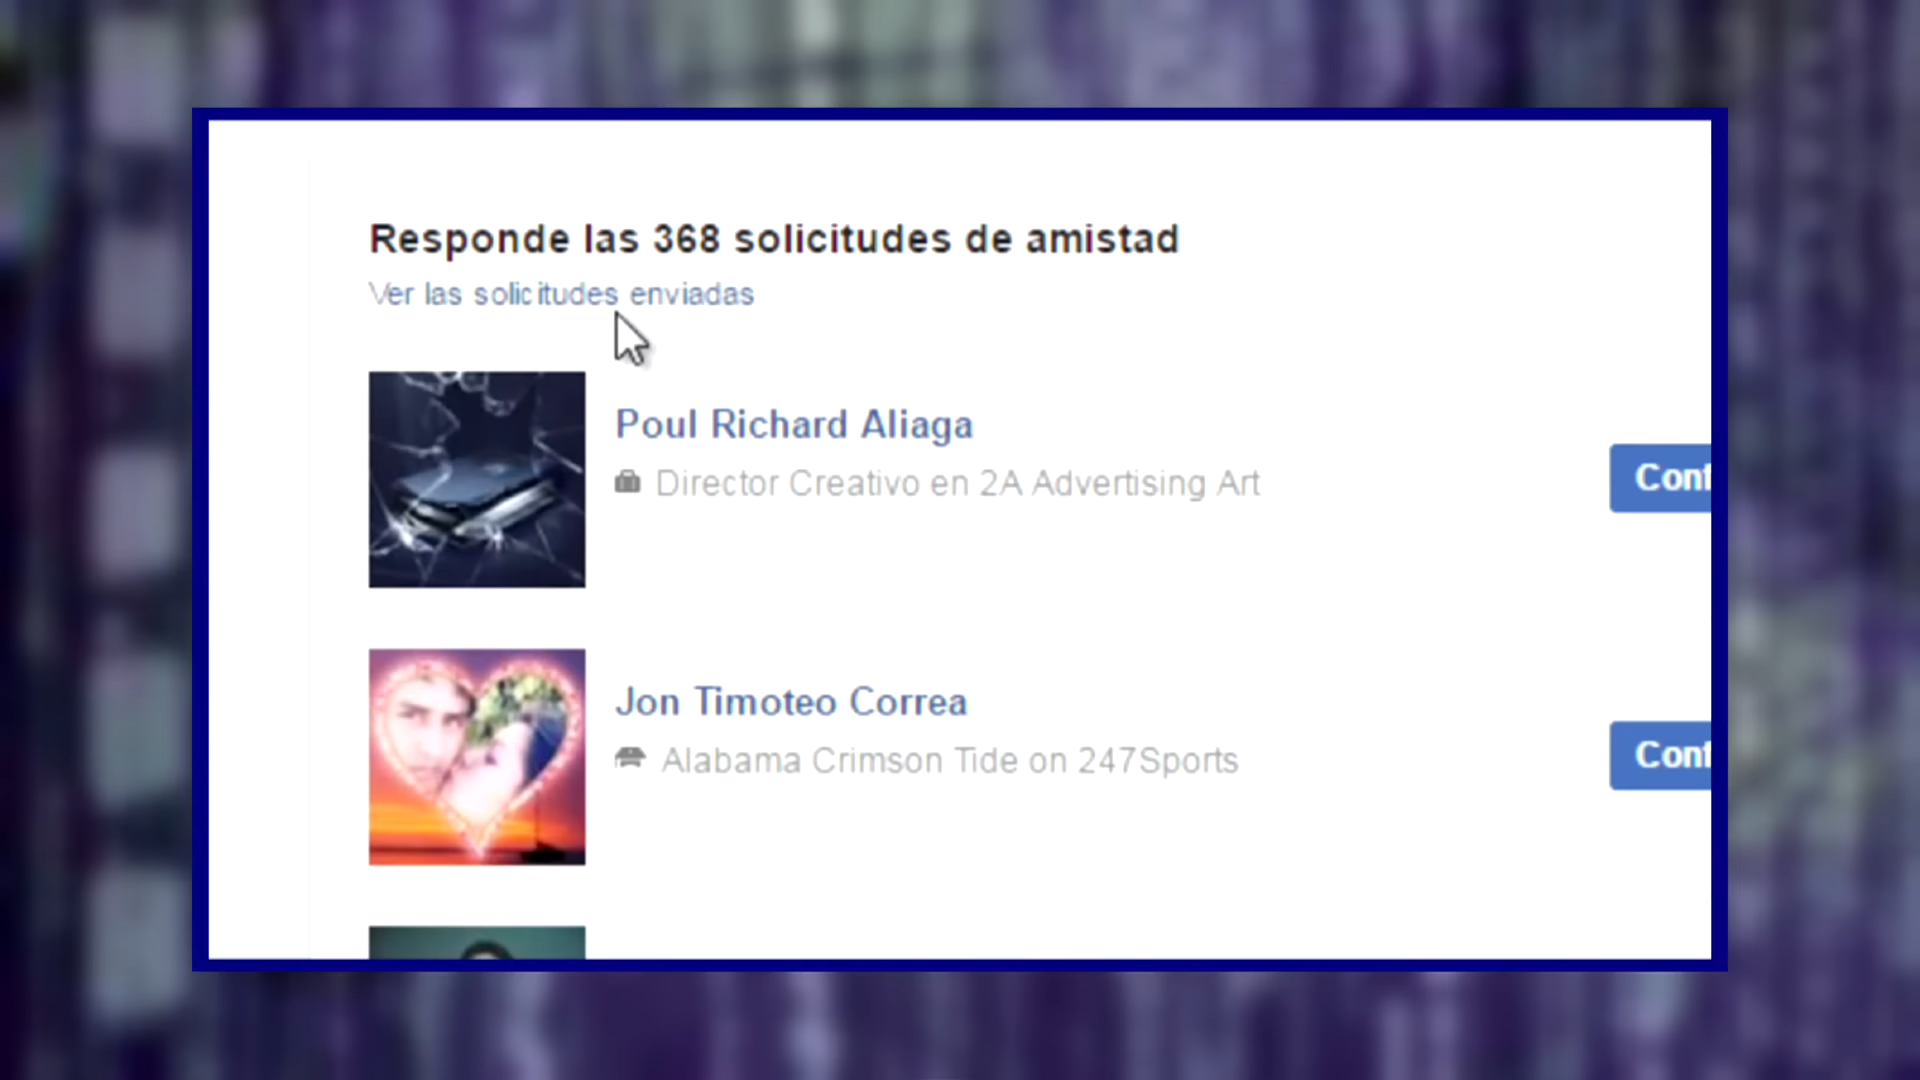 Responde las 368 solicitudes de amistad
Ver las solicitudes enviadas
Poul Richard Aliaga
Director Creativo en 2A Advertising Art
Conf
Jon Timoteo Correa
Alabama Crimson Tide on 247Sports
Conf